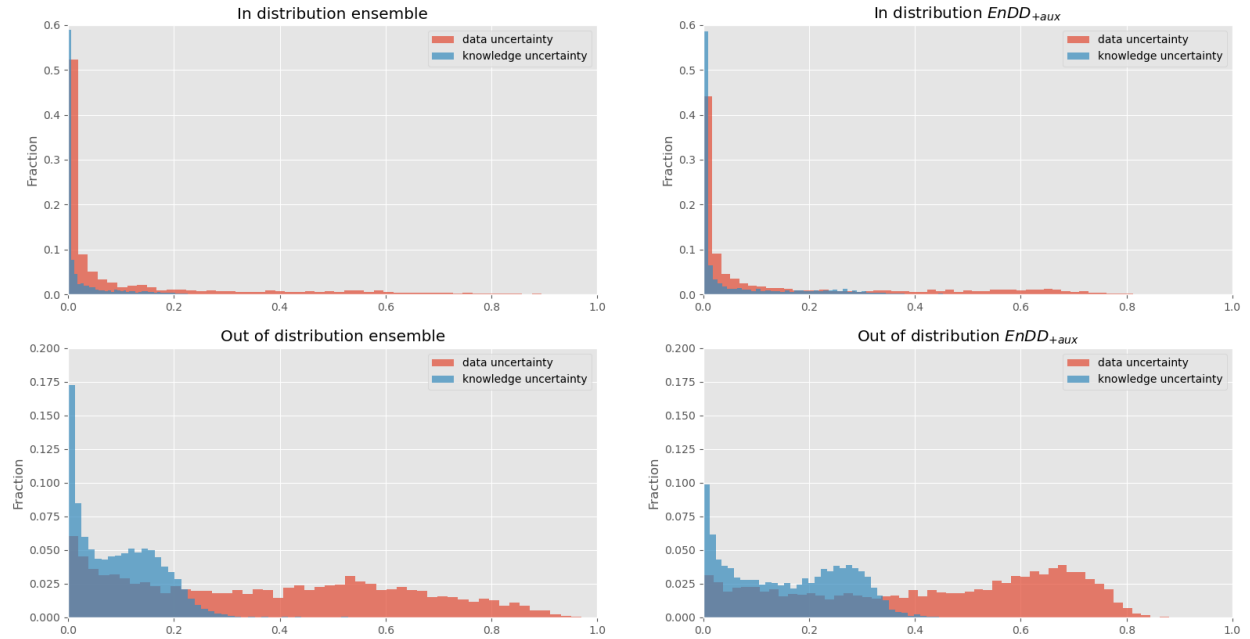 In distribution ensemble
0.6
0.5
0.4
0.3
0.2
0.1
0.0
Fraction
data uncertainty
knowledge uncertainty
0.0 0.2 0.4 0.6 0.8 1.0
In distribution EnDD+aux
0.6
0.5
0.4
0.3
0.2
0.1
0.0
Fraction
data uncertainty
knowledge uncertainty
0.0 0.2 0.4 0.6 0.8 1.0
Out of distribution ensemble
0.200
0.175
0.150
0.125
0.100
0.075
0.050
0.025
0.000
Fraction
data uncertainty
knowledge uncertainty
0.0 0.2 0.4 0.6 0.8 1.0
Out of distribution EnDD+aux
0.200
0.175
0.150
0.125
0.100
0.075
0.050
0.025
0.000
Fraction
data uncertainty
knowledge uncertainty
0.0 0.2 0.4 0.6 0.8 1.0